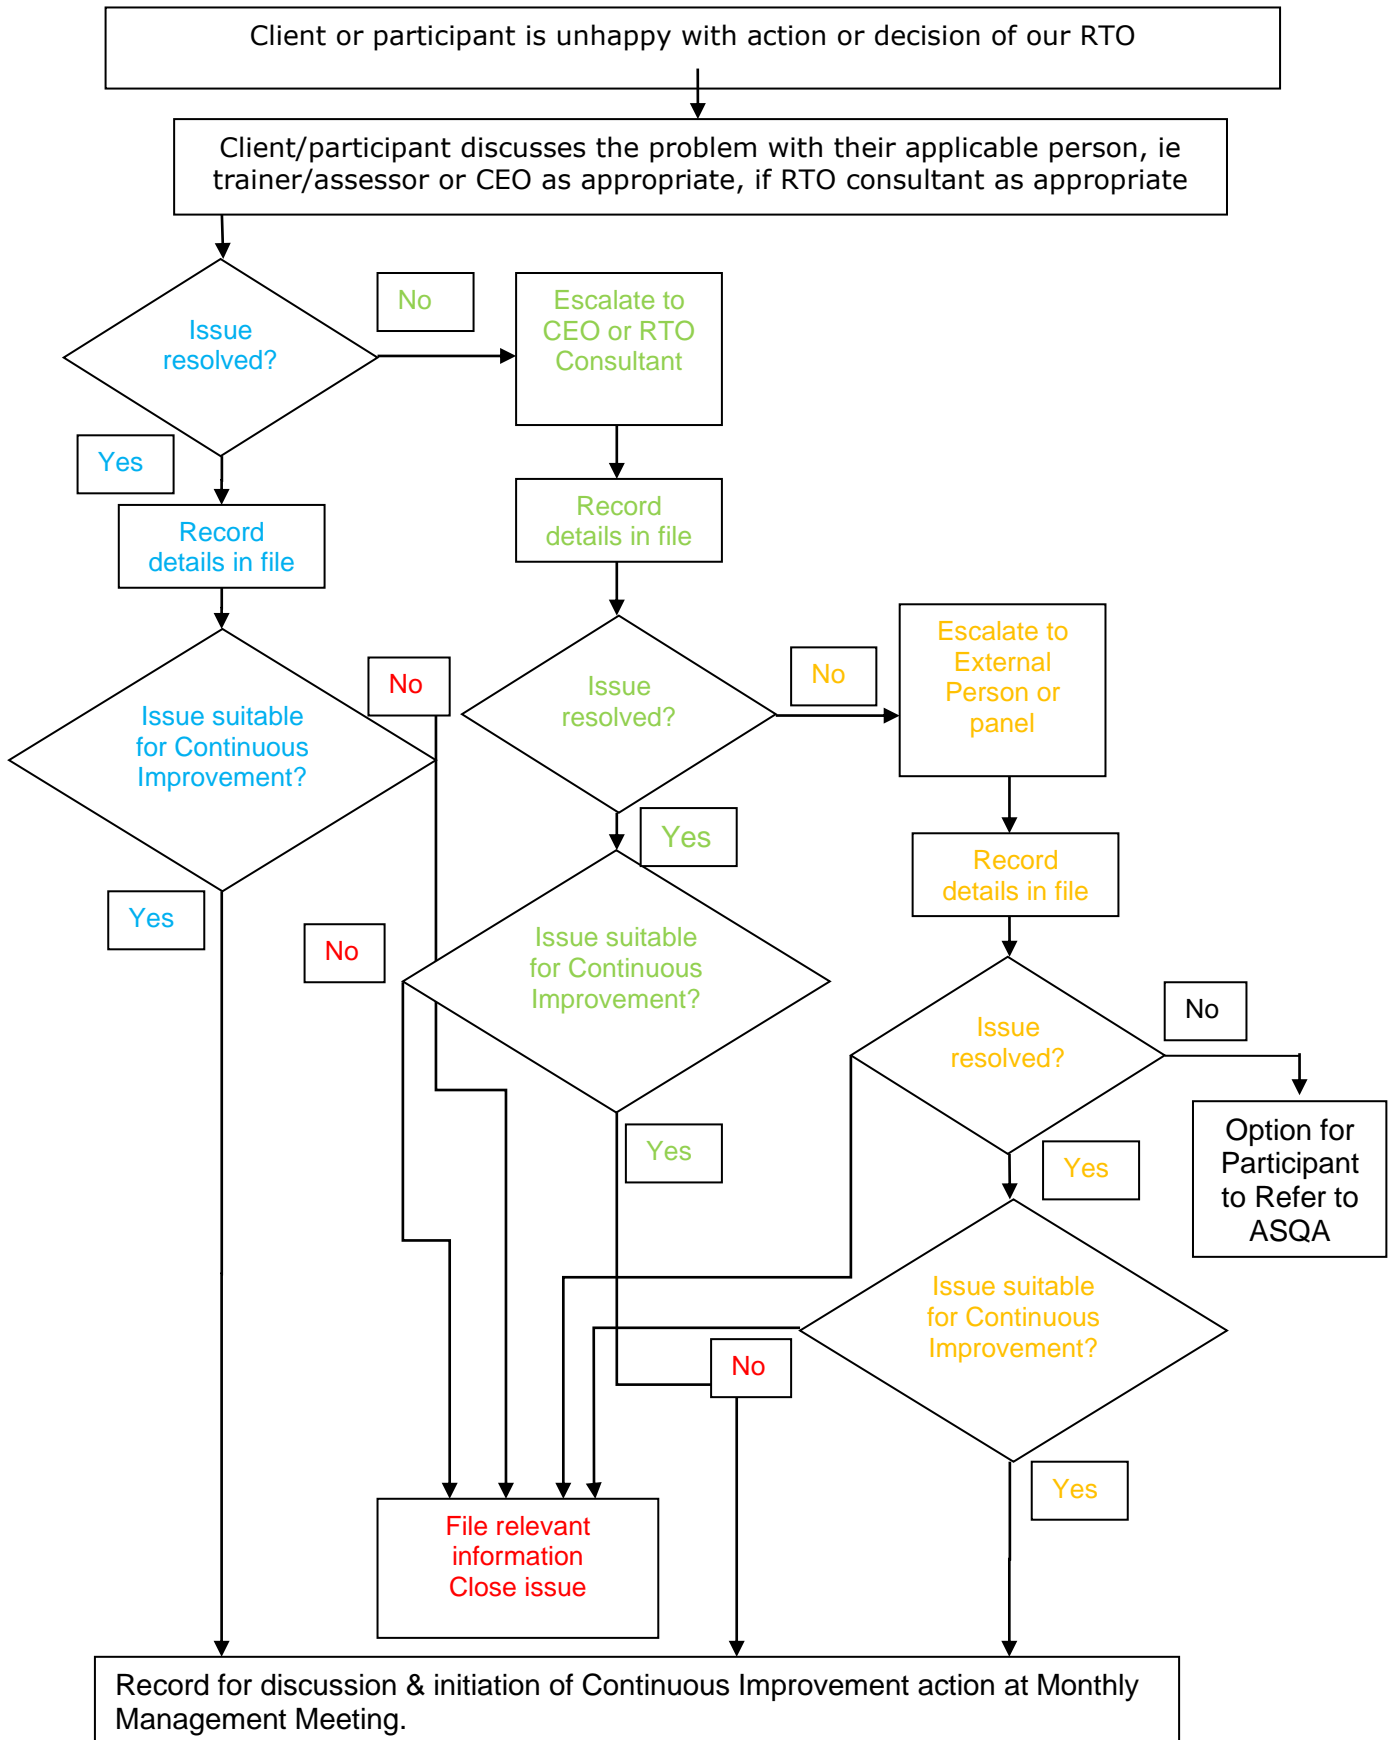 Client or participant is unhappy with action or decision of our RTO
Client/participant discusses the problem with their applicable person, ie
trainer/assessor or CEO as appropriate, if RTO consultant as appropriate
No
Escalate to
CEO or RTO
Consultant
Issue
resolved?
Yes
Record
details in file
Record
details in file
Escalate to
External
Person or
panel
No
No
Issue
resolved?
Issue suitable
for Continuous
Improvement?
Yes
Record
details in file
Yes
No
Issue suitable
for Continuous
Improvement?
No
Issue
resolved?
Option for
Participant
to Refer to
ASQA
Yes
Yes
Issue suitable
for Continuous
Improvement?
No
Yes
File relevant
information
Close issue
Record for discussion & initiation of Continuous Improvement action at Monthly
Management Meeting.